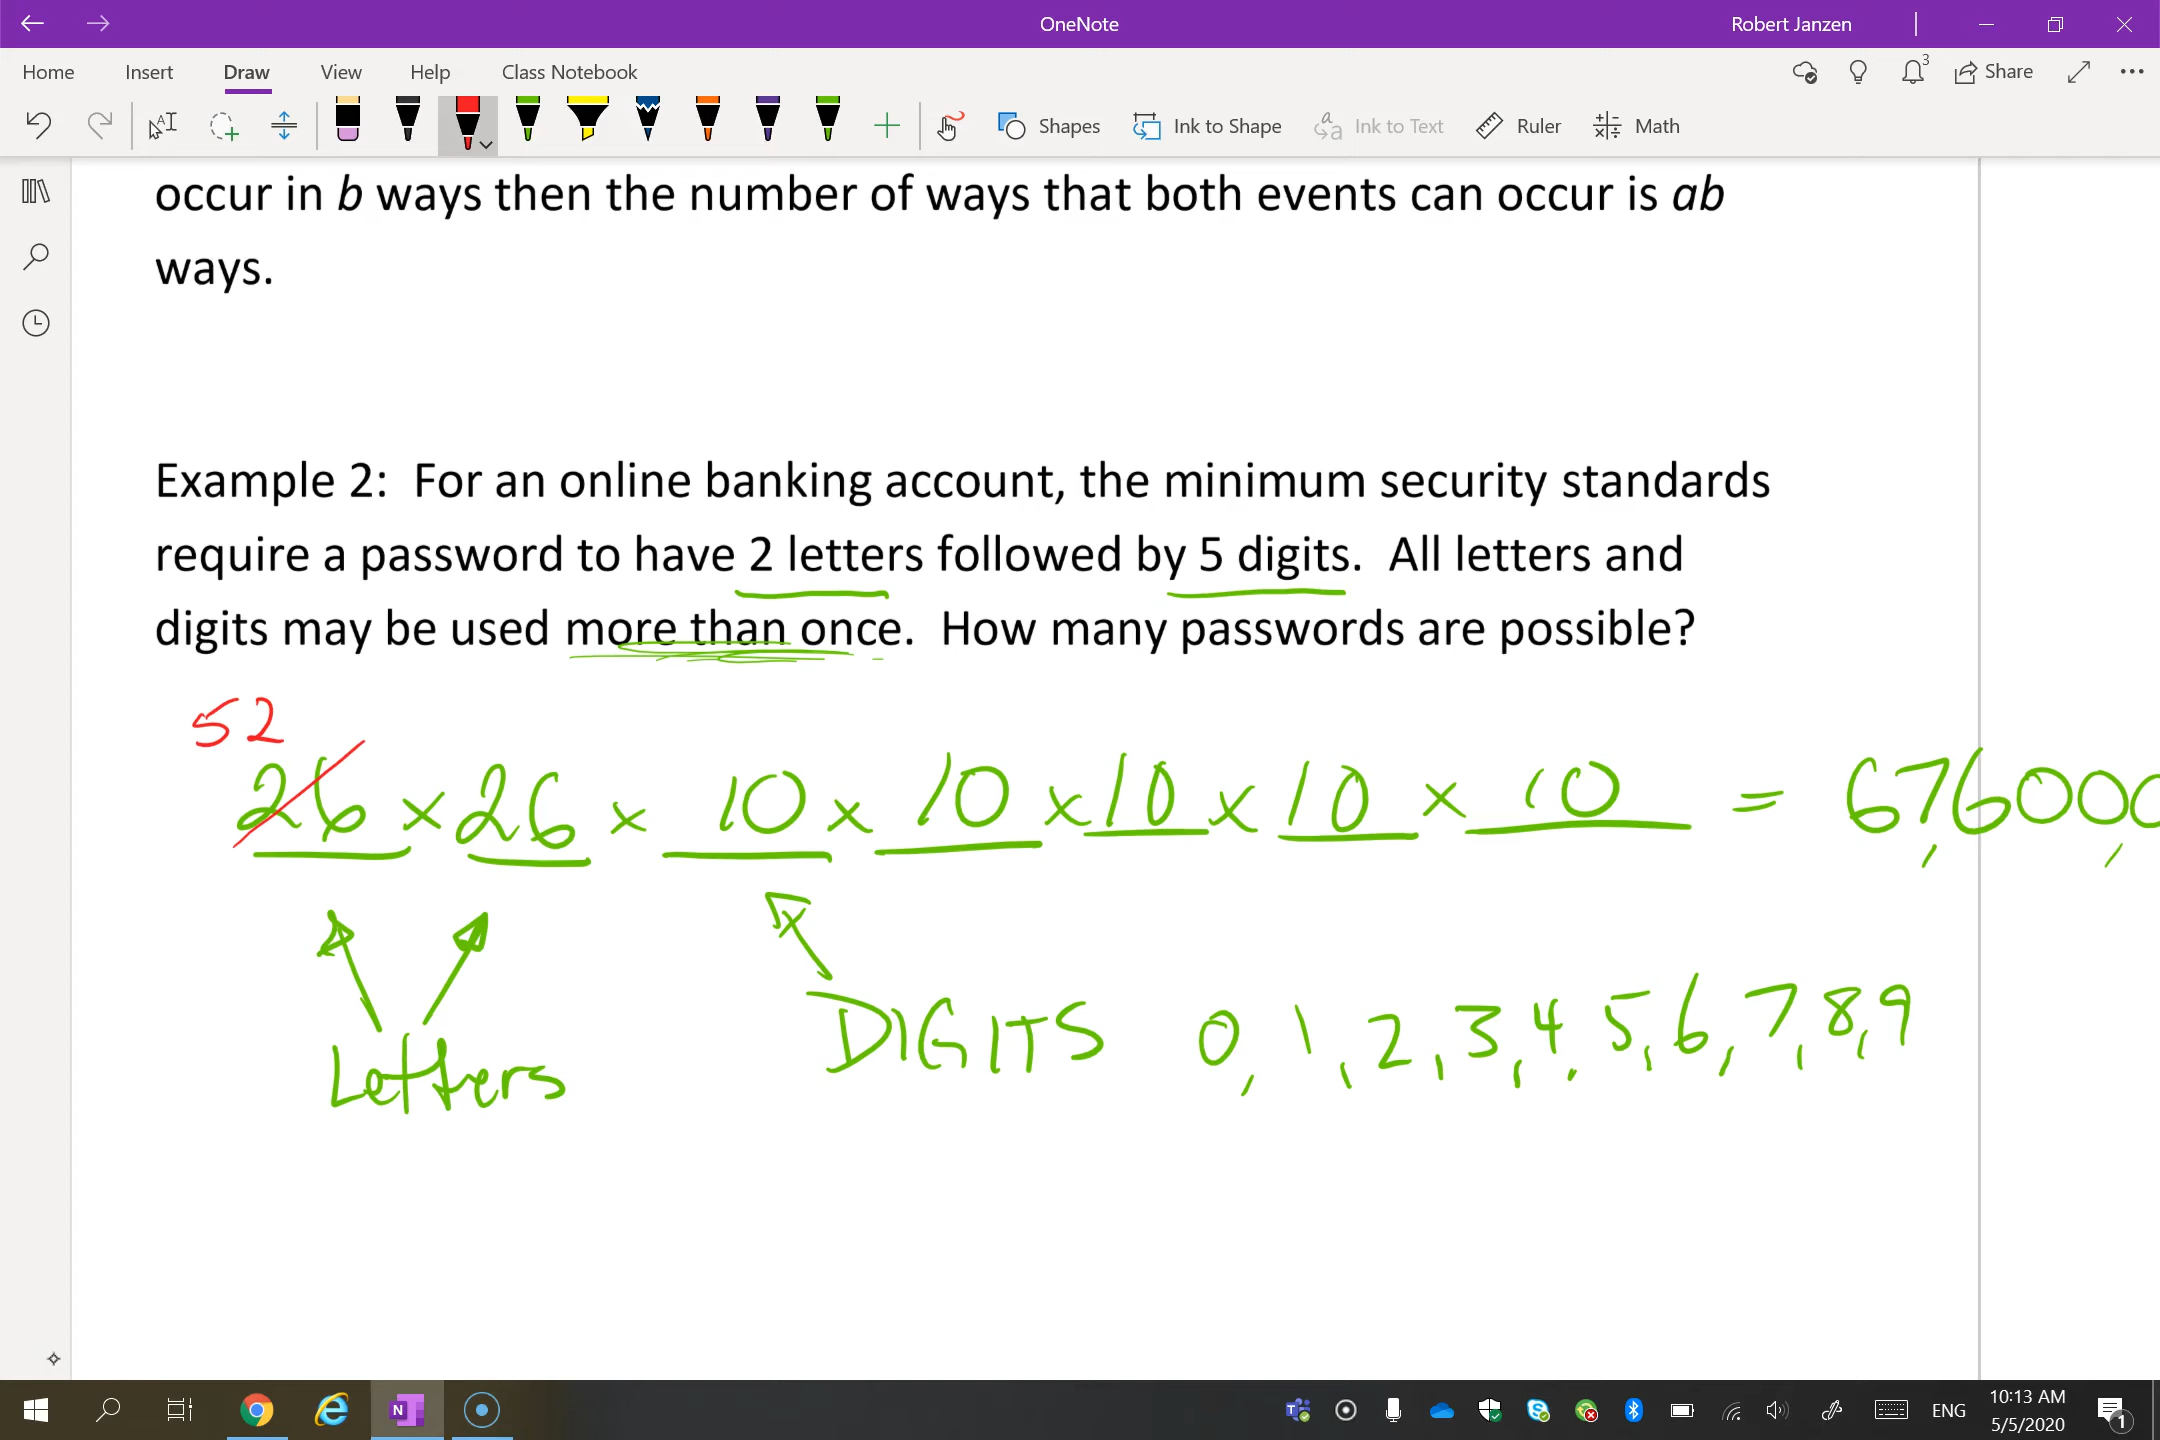 OneNote
Robert Janzen
Home Insert Draw View Help Class Notebook
3
Share
Shapes Ink to Shape Ink to Text Ruler Math
occur in b ways then the number of ways that both events can occur is ab
ways.
Example 2: For an online banking account, the minimum security standards
require a password to have 2 letters followed by 5 digits. All letters and
digits may be used more than once. How many passwords are possible?
52
26 × 26 × 10 × 10 × 10 × 10 × 10 = 67,6000,0
Letters
DIGITS 0, 1, 2, 3, 4, 5, 6, 7, 8, 9
ENG
10:13 AM
5/5/2020
1